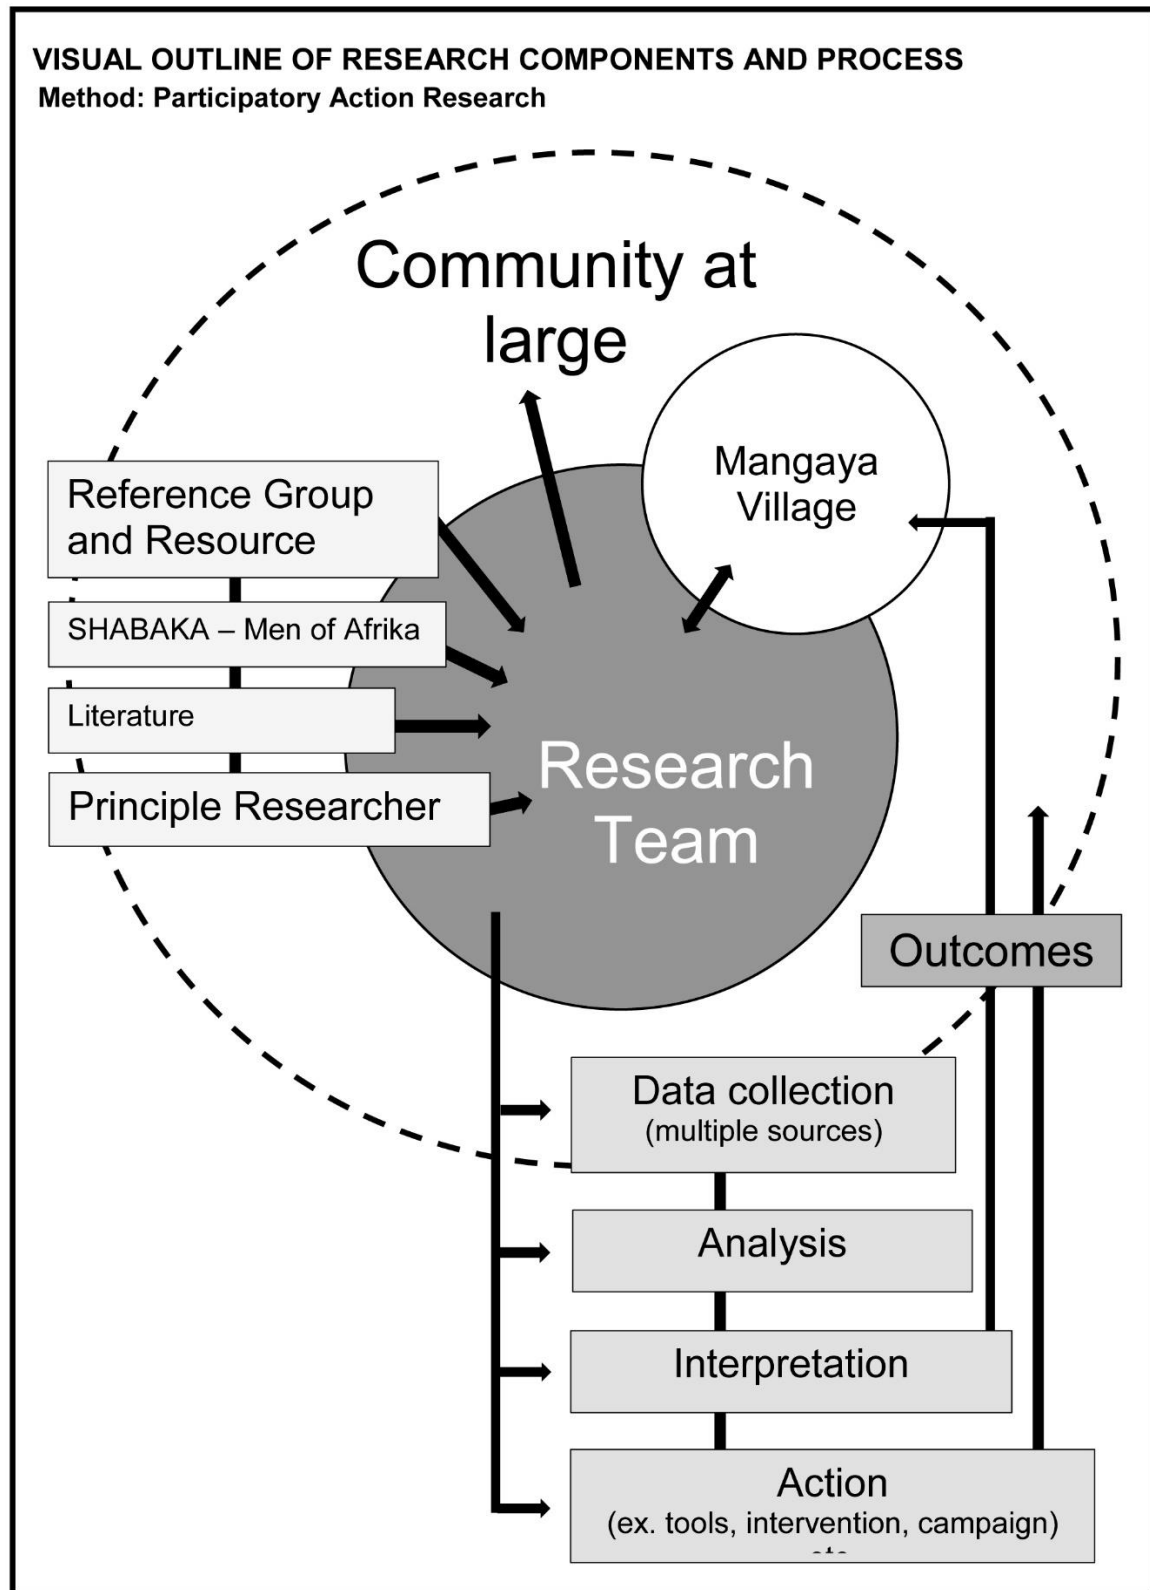 VISUAL OUTLINE OF RESEARCH COMPONENTS AND PROCESS
Method: Participatory Action Research
Community at
large
Mangaya
Village
Reference Group
and Resource
SHABAKA – Men of Afrika
Literature
Principle Researcher
Research
Team
Outcomes
Data collection
(multiple sources)
Analysis
Interpretation
Action
(ex. tools, intervention, campaign)